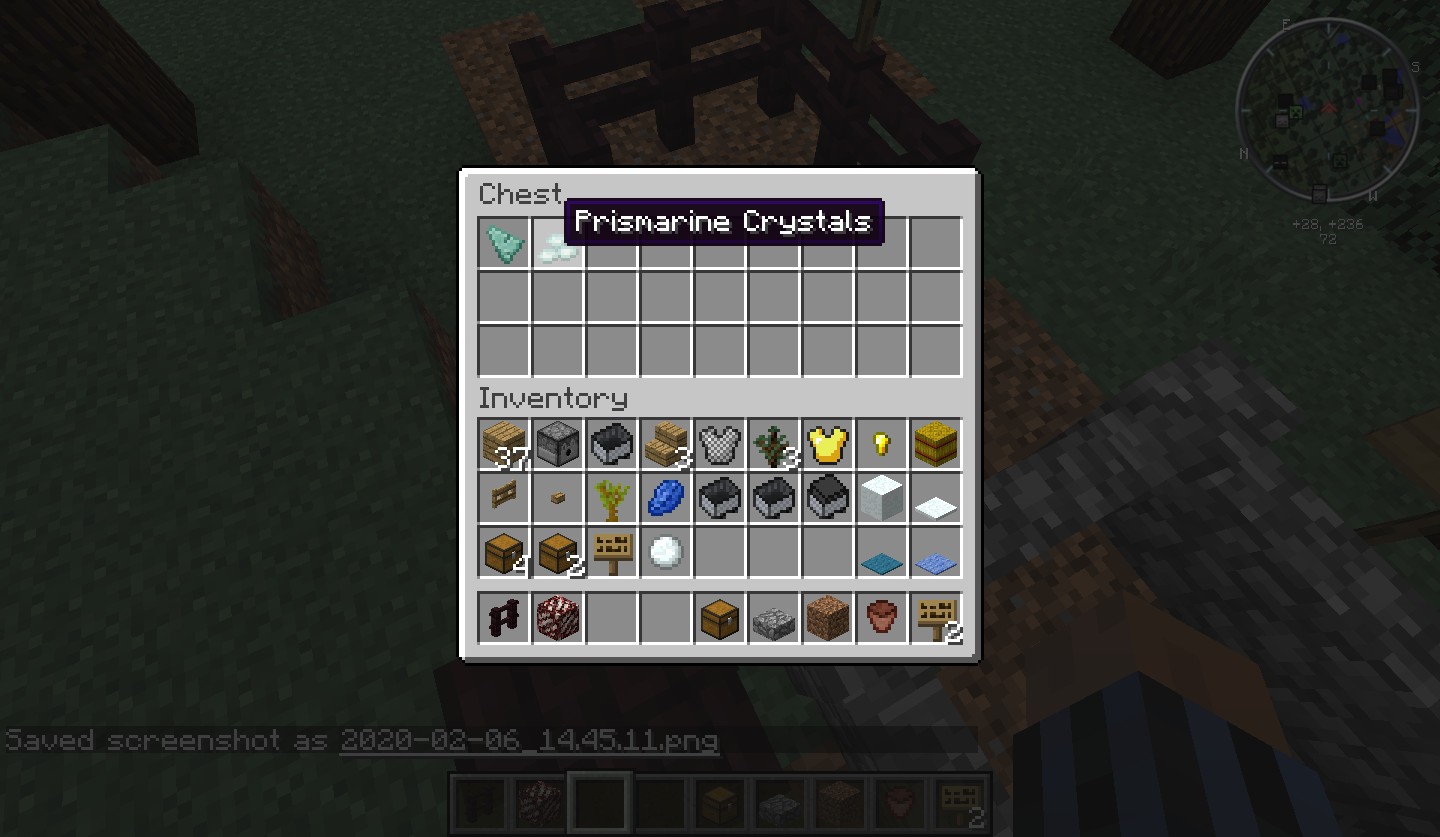 E
S
N
W
+28, +236
72
Chest
Prismarine Crystals
Inventory
37
3
3
4
2
2
Saved screenshot as 2020-02-06_14.45.11.png
2